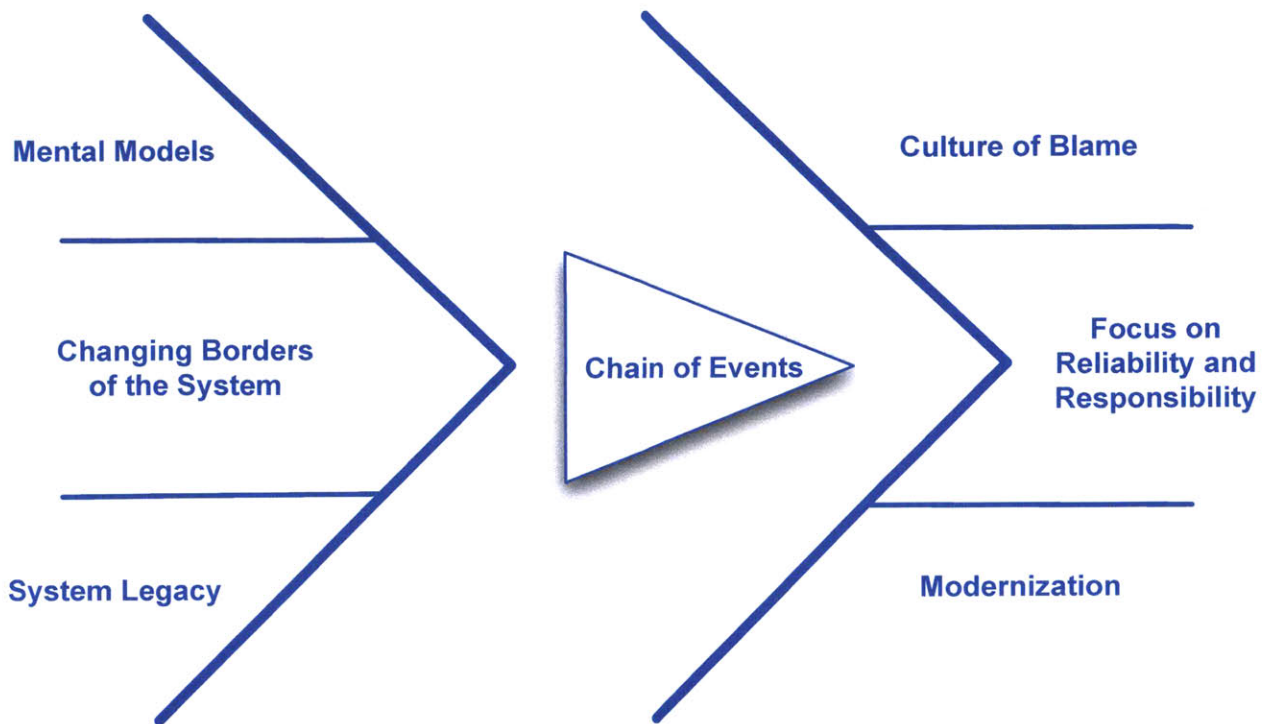 Mental Models
Changing Borders
of the System
System Legacy
Chain of Events
Culture of Blame
Focus on
Reliability and
Responsibility
Modernization